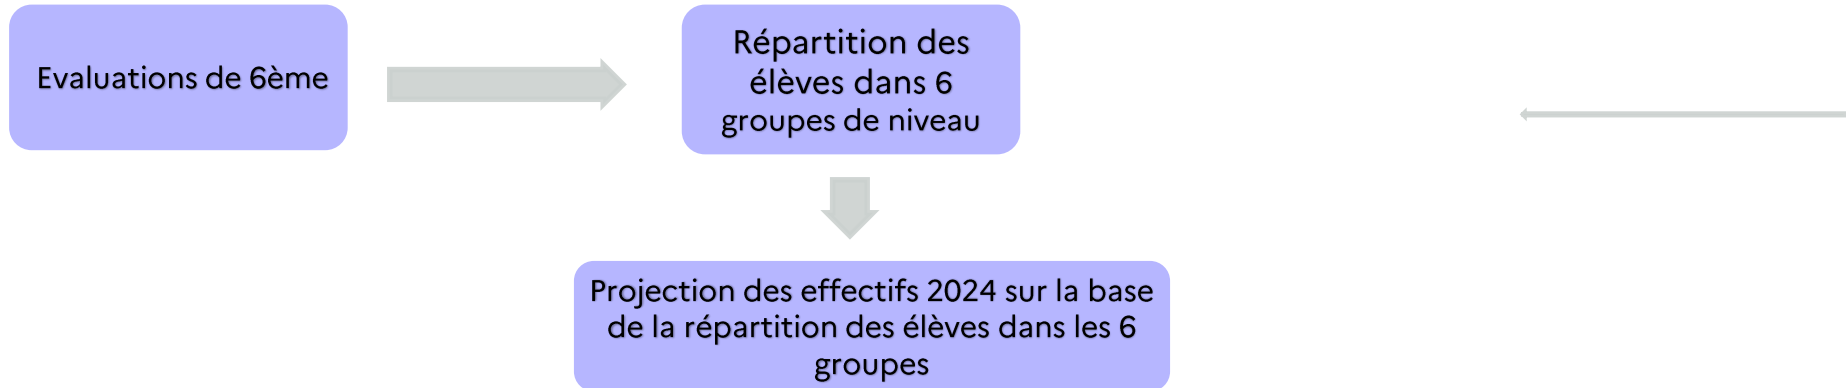 Evaluations de 6ème
Répartition des
élèves dans 6
groupes de niveau
Projection des effectifs 2024 sur la base
de la répartition des élèves dans les 6
groupes